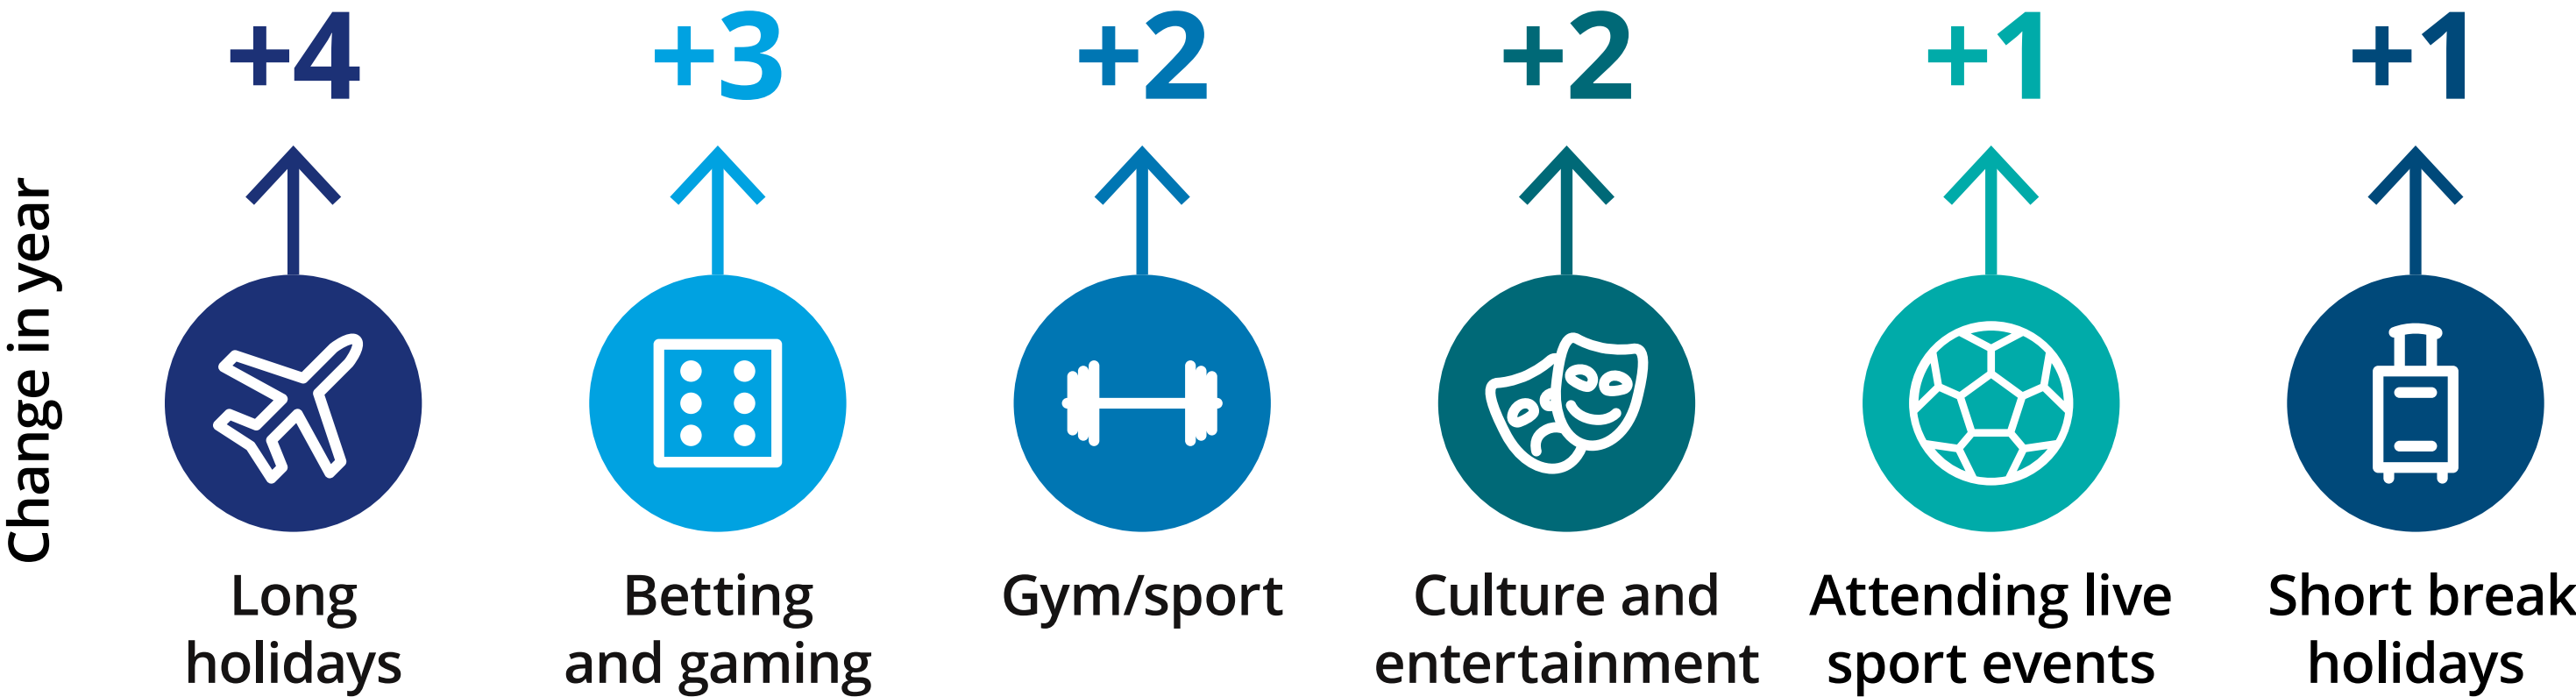 +4
+3
+2
+2
+1
+1
Change in year
Long
holidays
Betting
and gaming
Gym/sport
Culture and
entertainment
Attending live
sport events
Short break
holidays